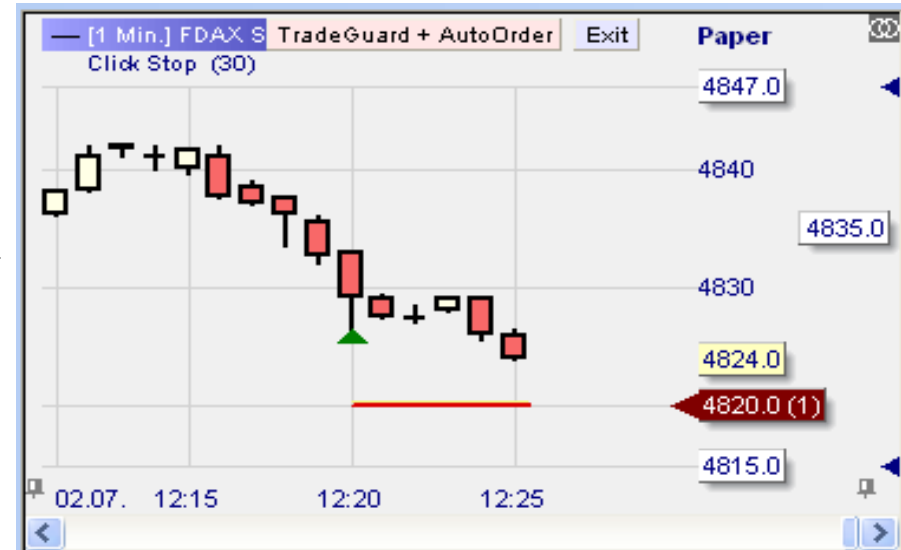 [1 Min.] FDAX S TradeGuard + AutoOrder Exit Paper
Click Stop (30)
4847.0
4840
4835.0
4830
4824.0
4820.0 (1)
4815.0
02.07. 12:15 12:20 12:25